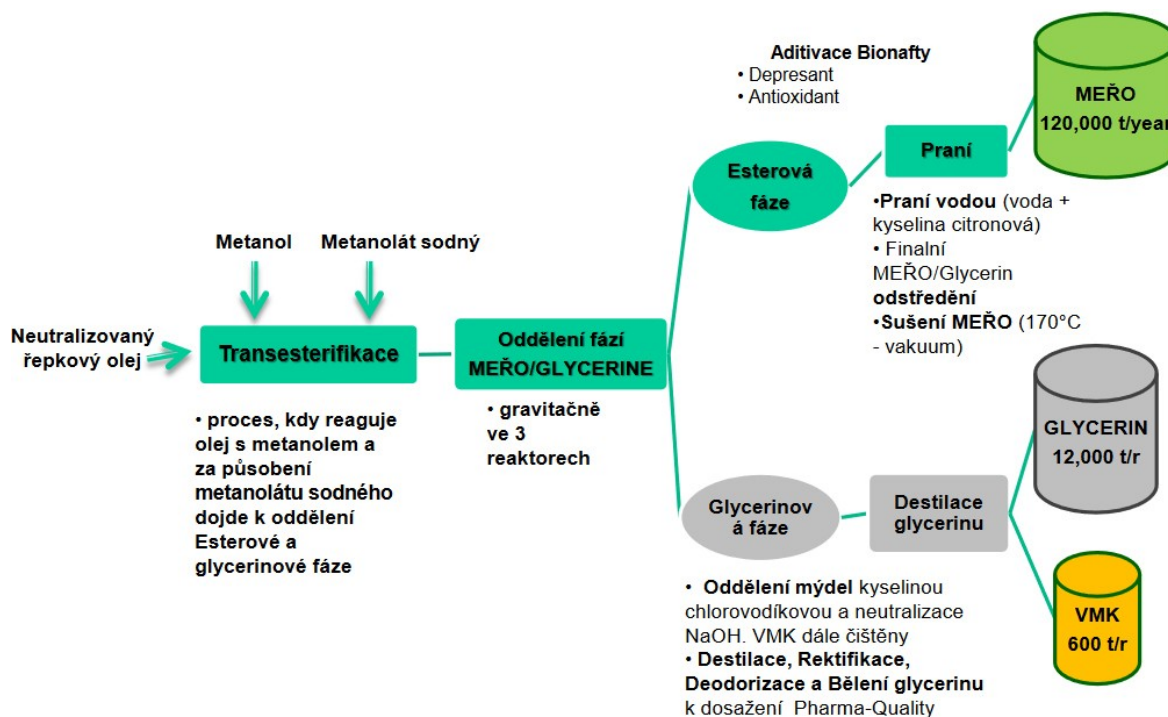 Aditivace Bionafty
• Depresant
• Antioxidant
MEŘO
120,000 t/year
Esterová
fáze
Praní
•Praní vodou (voda +
kyselina citronová)
• Finalní
MEŘO/Glycerin
odstředění
•Sušení MEŘO (170°C
- vakuum)
Metanol
Metanolát sodný
Neutralizovaný
řepkový olej
Transesterifikace
Oddělení fází
MEŘO/GLYCERINE
• proces, kdy reaguje
olej s metanolem a
za působení
metanolátu sodného
dojde k oddělení
Esterové a
glycerinové fáze
• gravitačně
ve 3
reaktorech
GLYCERIN
12,000 t/r
Glycerinov
á fáze
Destilace
glycerinu
VMK
600 t/r
• Oddělení mýdel kyselinou
chlorovodíkovou a neutralizace
NaOH. VMK dále čištěny
• Destilace, Rektifikace,
Deodorizace a Bělení glycerinu
k dosažení Pharma-Quality